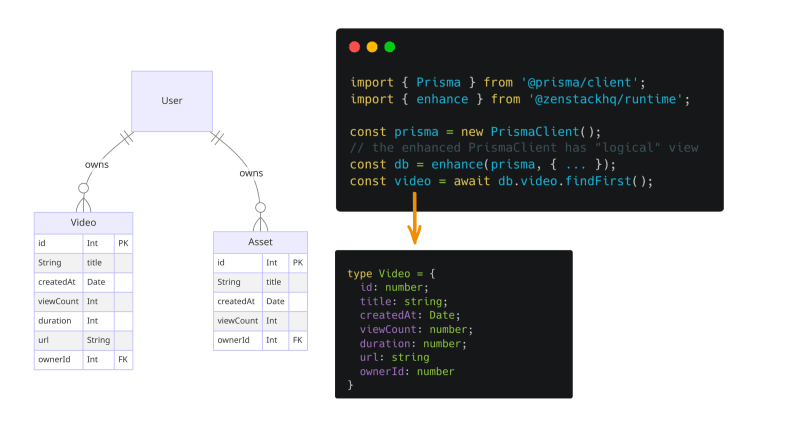 User
owns
owns
Video
id Int PK
String title
createdAt Date
viewCount Int
duration Int
url String
ownerId Int FK
Asset
id Int PK
String title
createdAt Date
viewCount Int
ownerId Int FK
import { Prisma } from '@prisma/client';
import { enhance } from '@zenstackhq/runtime';
const prisma = new PrismaClient();
// the enhanced PrismaClient has "logical" view
const db = enhance(prisma, { ... });
const video = await db.video.findFirst();
type Video = {
id: number;
title: string;
createdAt: Date;
viewCount: number;
duration: number;
url: string
ownerId: number
}